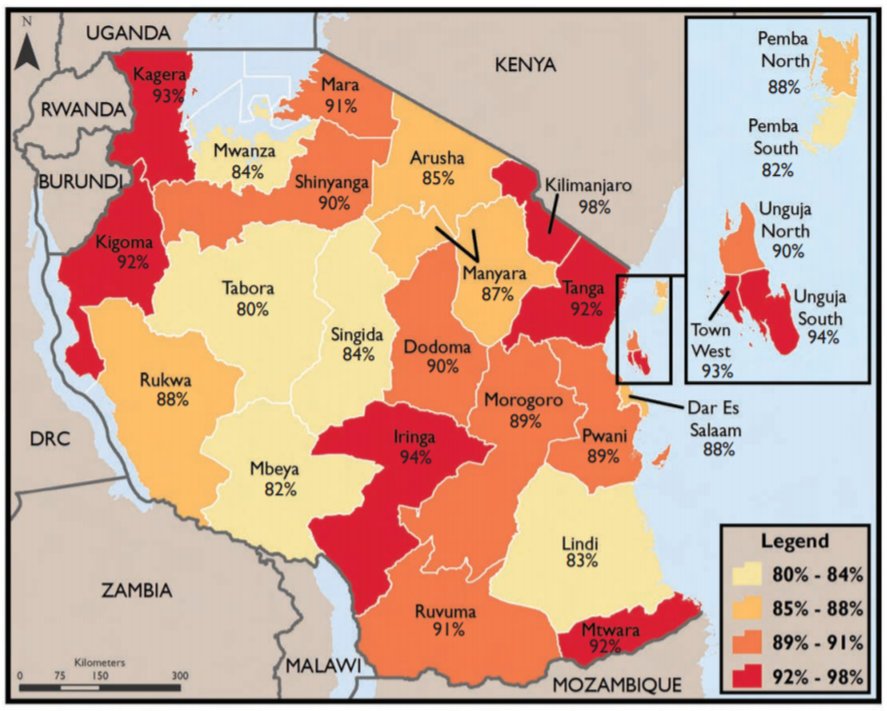 N
UGANDA
KENYA
RWANDA
BURUNDI
DRC
ZAMBIA
MALAWI
MOZAMBIQUE
Kagera
93%
Mara
91%
Mwanza
84%
Shinyanga
90%
Arusha
85%
Kilimanjaro
98%
Kigoma
92%
Tabora
80%
Manyara
87%
Tanga
92%
Singida
84%
Dodoma
90%
Rukwa
88%
Morogoro
89%
Pwani
89%
Dar Es
Salaam
88%
Iringa
94%
Mbeya
82%
Lindi
83%
Ruvuma
91%
Mtwara
92%
Pemba
North
88%
Pemba
South
82%
Unguja
North
90%
Unguja
South
94%
Town
West
93%
Legend
80% - 84%
85% - 88%
89% - 91%
92% - 98%
Kilometers
0 75 150 300